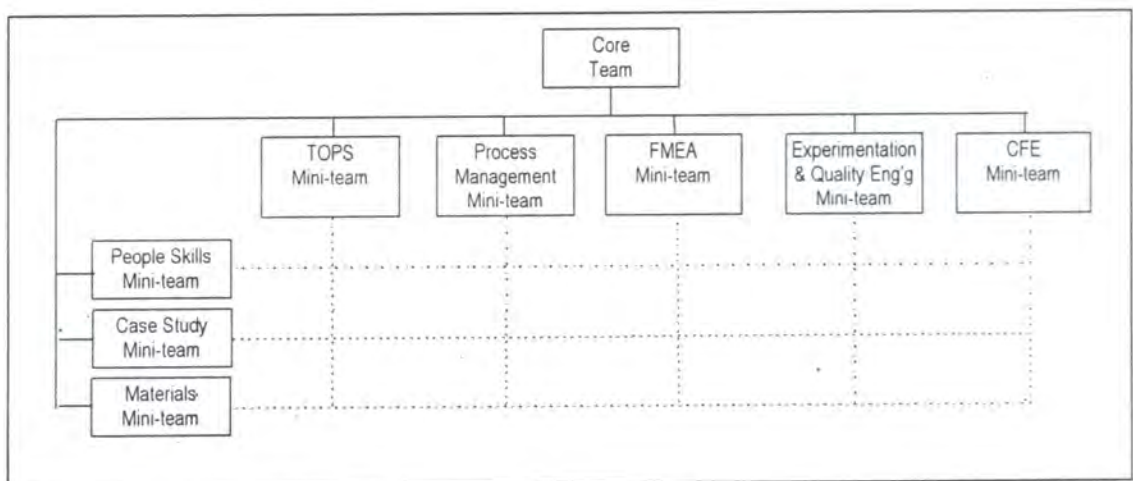 Core
Team
TOPS
Mini-team
Process
Management
Mini-team
FMEA
Mini-team
Experimentation
& Quality Eng'g
Mini-team
CFE
Mini-team
People Skills
Mini-team
Case Study
Mini-team
Materials
Mini-team